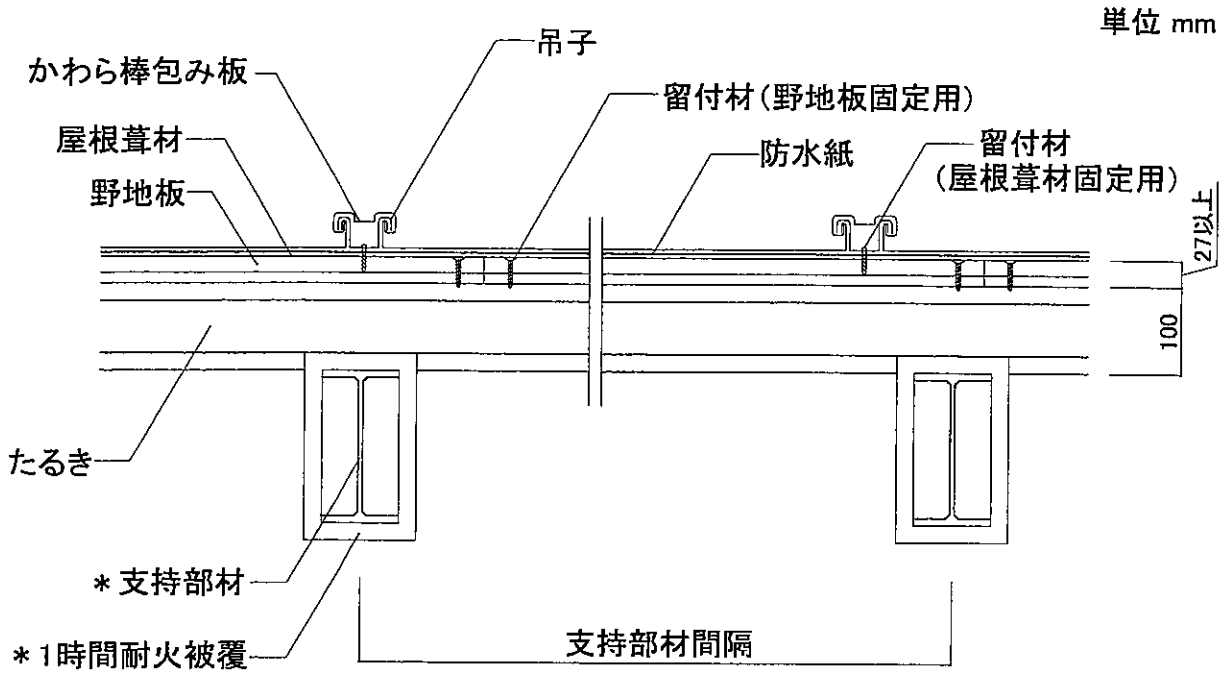 単位 mm
吊子
かわら棒包み板
留付材(野地板固定用)
屋根葺材
防水紙
留付材
(屋根葺材固定用)
野地板
27以上
100
たるき
*支持部材
支持部材間隔
*1時間耐火被覆